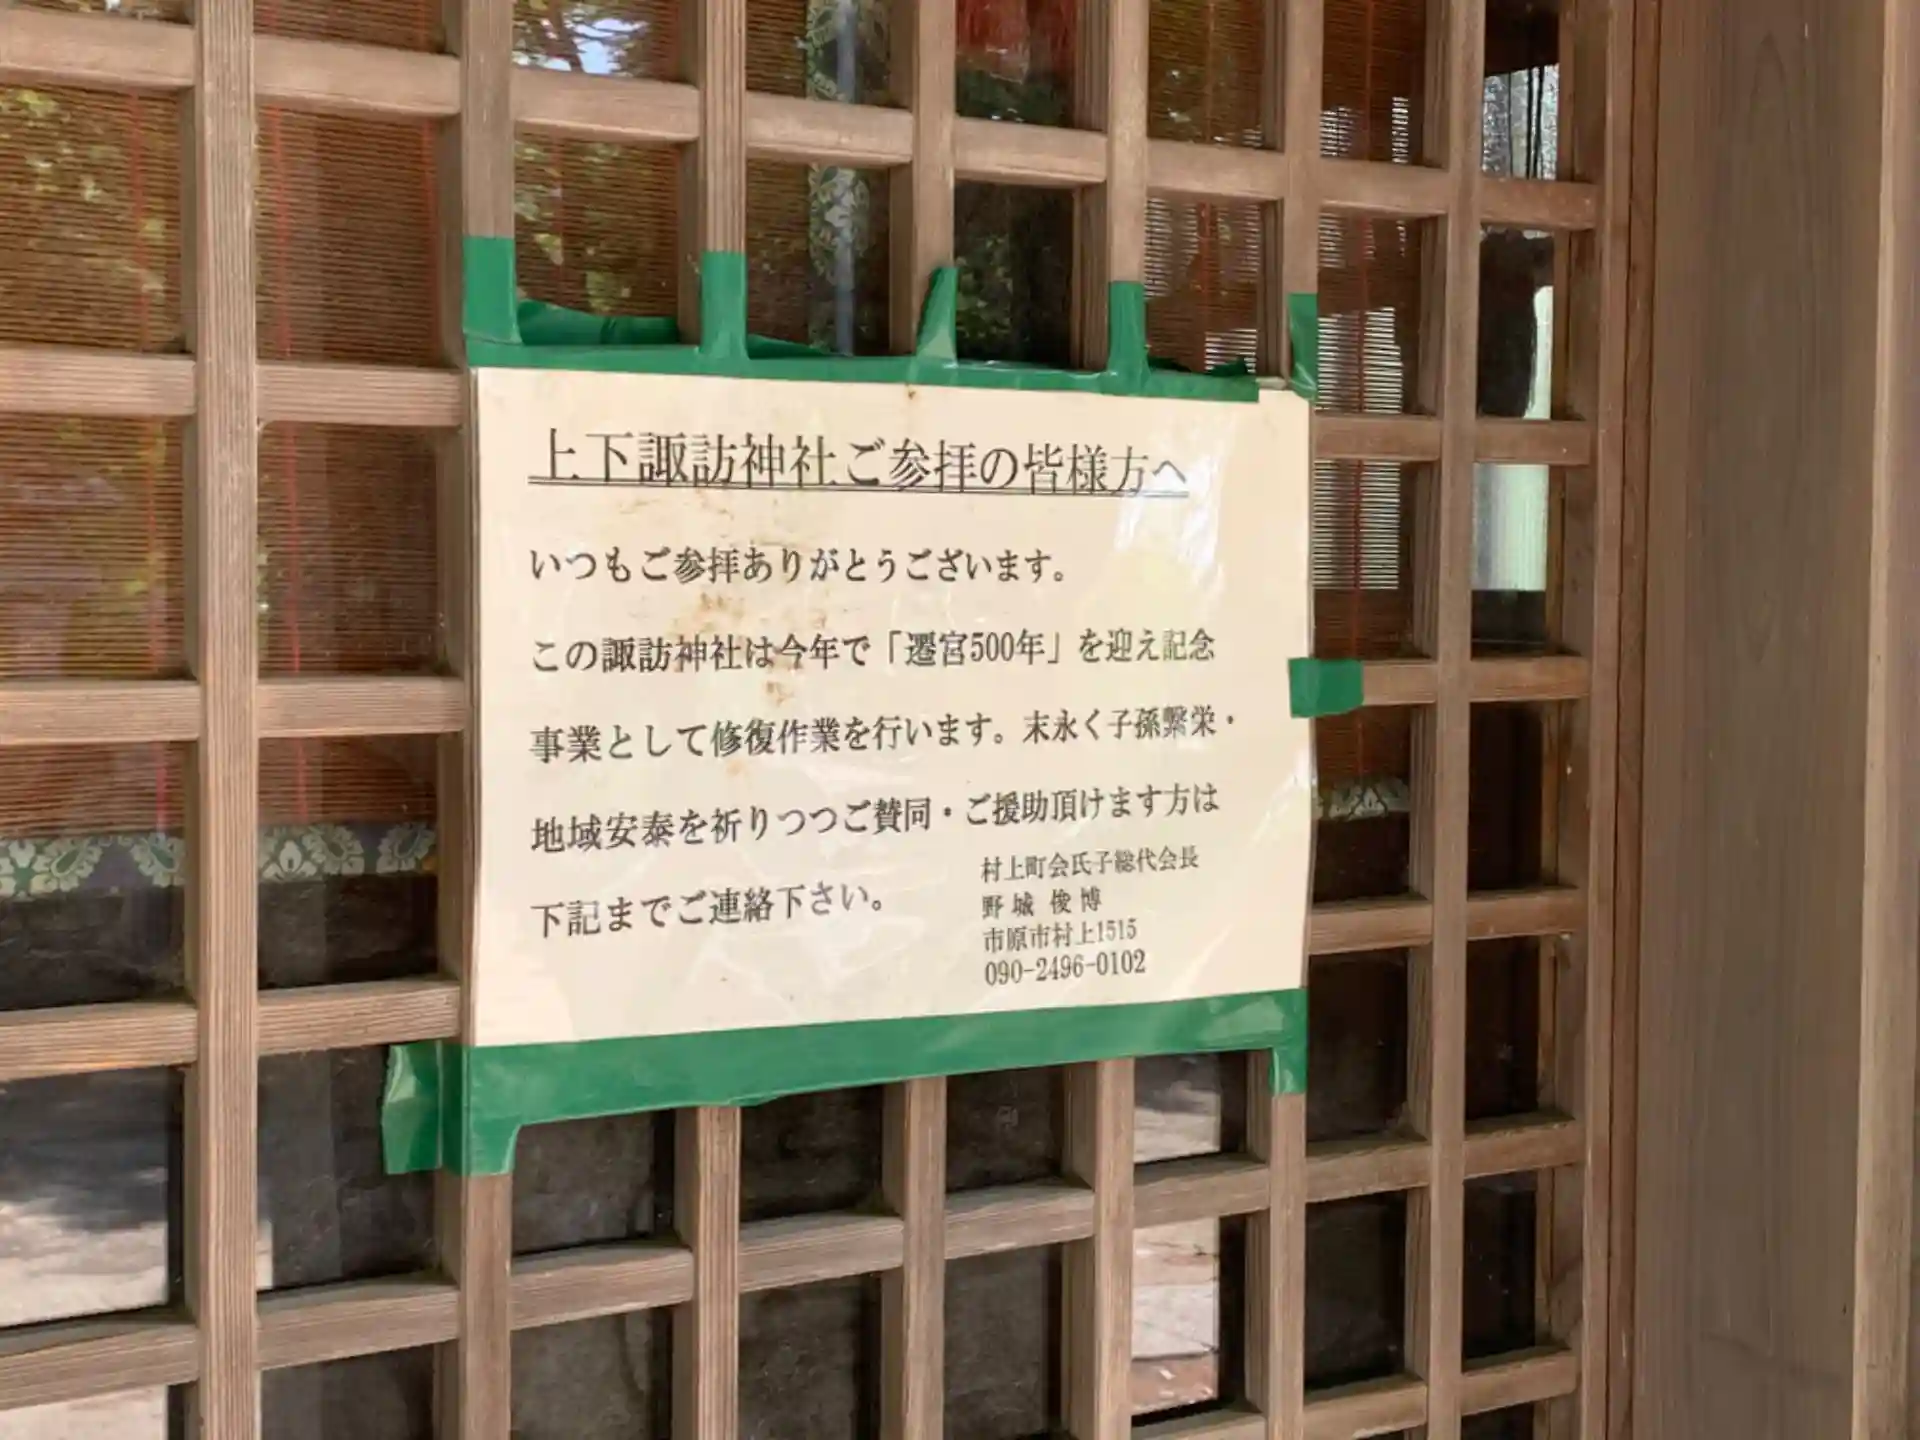 上下諏訪神社ご参拝の皆様方へ
いつもご参拝ありがとうございます。
この諏訪神社は今年で「遷宮500年」を迎え記念
事業として修復作業を行います。末永く子孫繫栄・
地域安泰を祈りつつご賛同・ご援助頂けます方は
下記までご連絡下さい。
村上町会氏子総代会長
野城 俊博
市原市村上1515
090-2496-0102